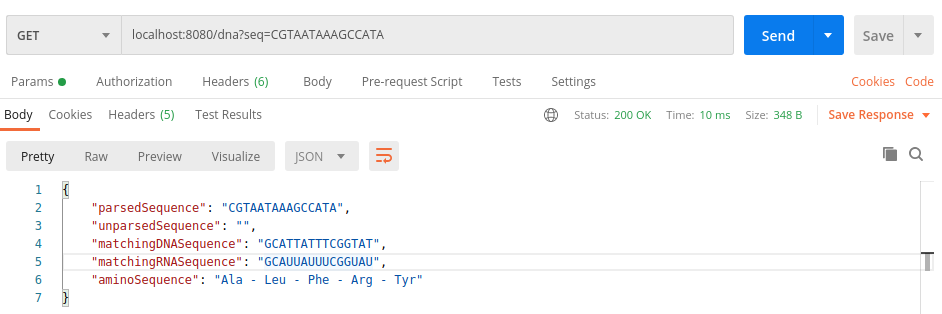 GET localhost:8080/dna?seq=CGTAATAAAGCCATA Send Save
Params Authorization Headers (6) Body Pre-request Script Tests Settings Cookies Code
Body Cookies Headers (5) Test Results Status: 200 OK Time: 10 ms Size: 348 B Save Response
Pretty Raw Preview Visualize JSON
1 {
2 "parsedSequence": "CGTAATAAAGCCATA",
3 "unparsedSequence": "",
4 "matchingDNASequence": "GCATTATTTCGGTAT",
5 "matchingRNASequence": "GCAUUAUUUCGGUAU",
6 "aminoSequence": "Ala - Leu - Phe - Arg - Tyr"
7 }